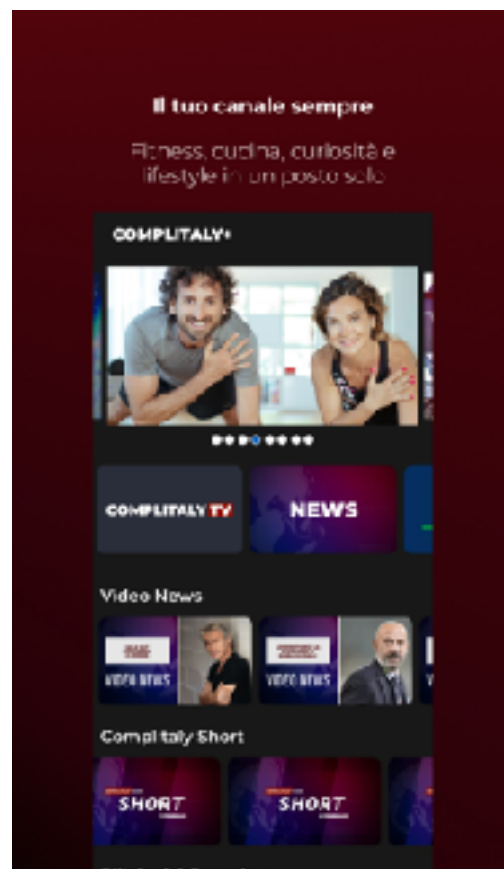 Il tuo canale sempre
Fitness, cucina, curiosità e
lifestyle in un posto solo
COMPLITALY+
COMPLITALY TV
NEWS
Video News
VIDEO NEWS
VIDEO NEWS
Complitaly Short
SHORT
SHORT